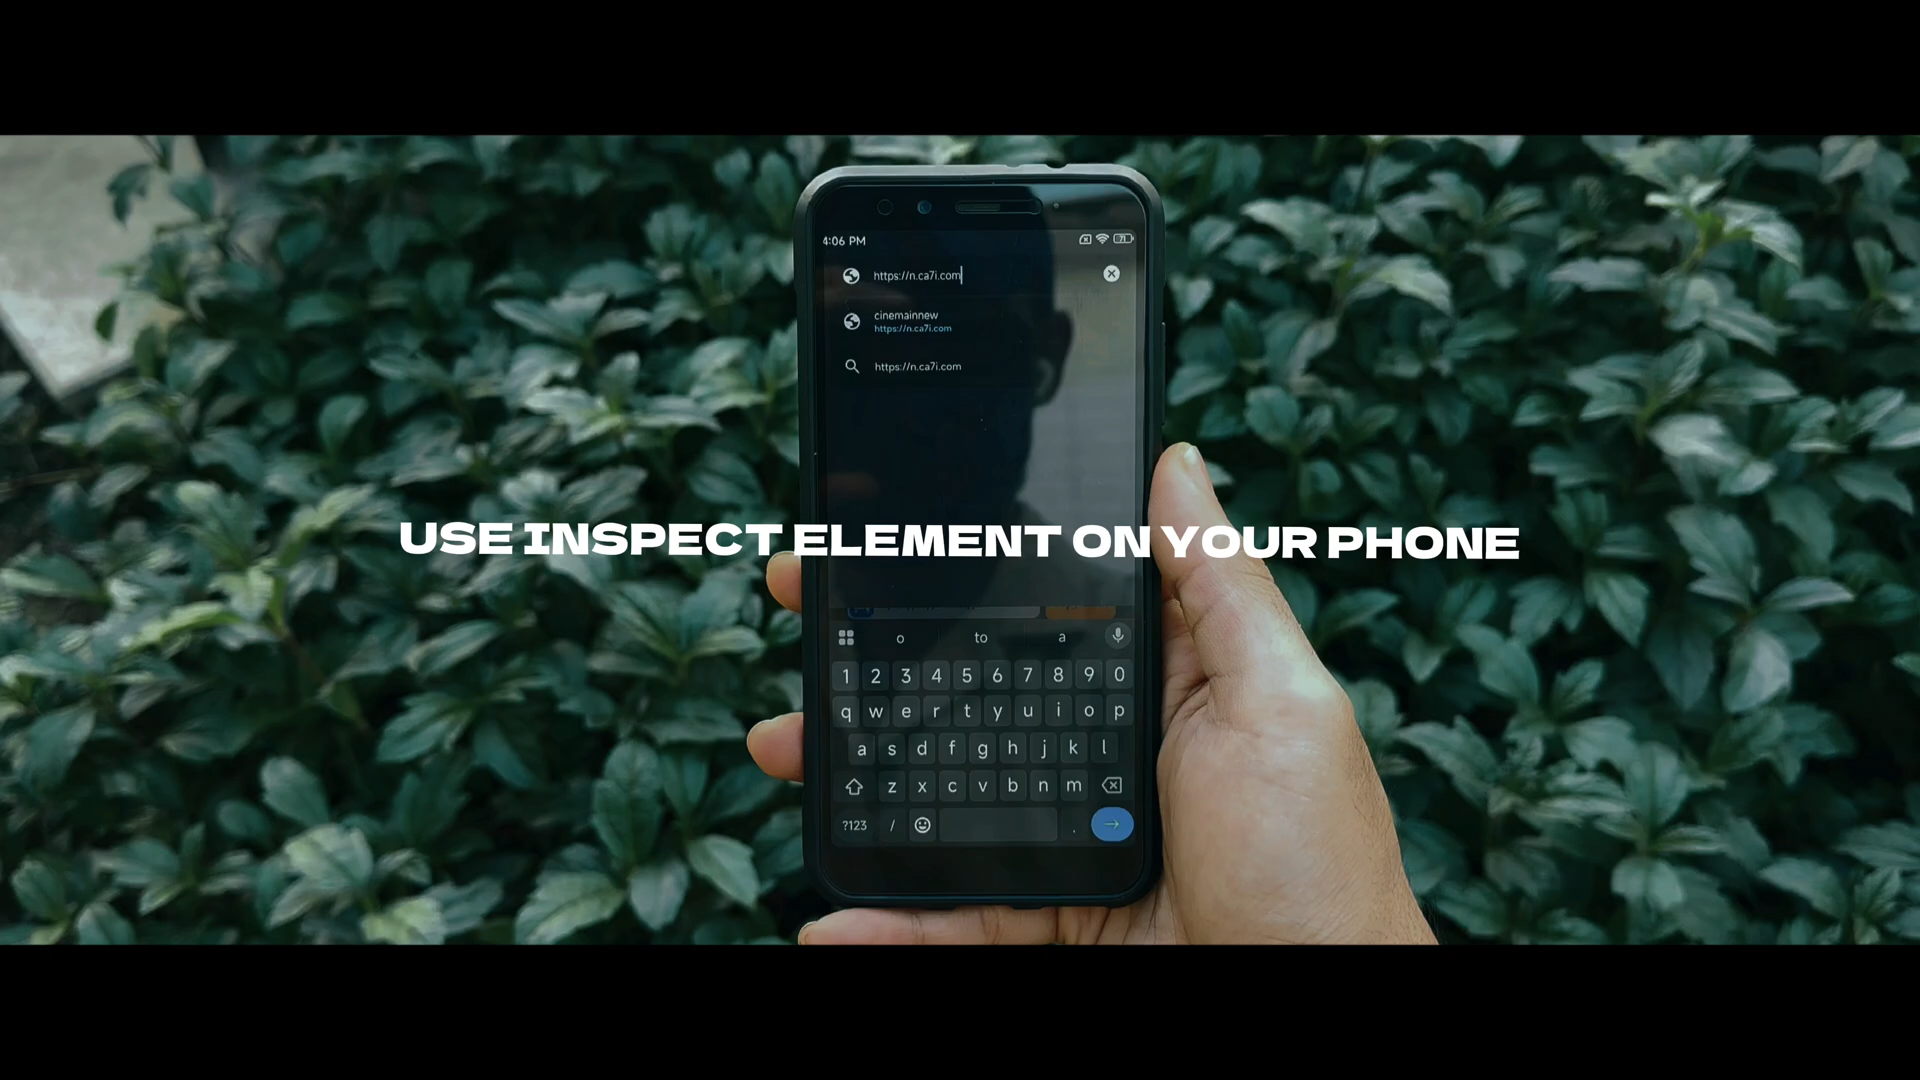 4:06 PM
71
https://n.ca7i.com
cinemainnew
https://n.ca7i.com
https://n.ca7i.com
USE INSPECT ELEMENT ON YOUR PHONE
o to a
1 2 3 4 5 6 7 8 9 0
q w e r t y u i o p
a s d f g h j k l
z x c v b n m
?123 / .